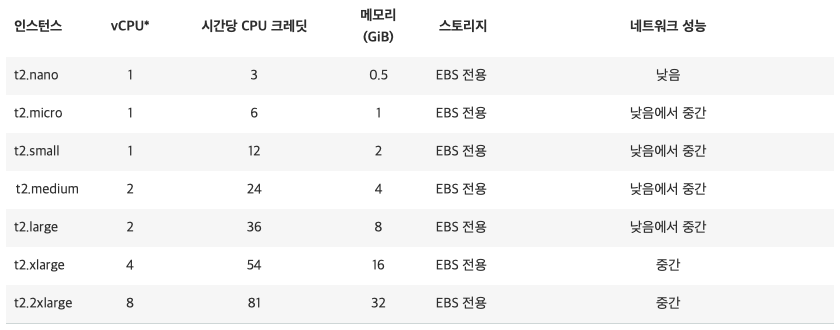 인스턴스 vCPU* 시간당 CPU 크레딧 메모리 (GiB) 스토리지 네트워크 성능
t2.nano 1 3 0.5 EBS 전용 낮음
t2.micro 1 6 1 EBS 전용 낮음에서 중간
t2.small 1 12 2 EBS 전용 낮음에서 중간
t2.medium 2 24 4 EBS 전용 낮음에서 중간
t2.large 2 36 8 EBS 전용 낮음에서 중간
t2.xlarge 4 54 16 EBS 전용 중간
t2.2xlarge 8 81 32 EBS 전용 중간